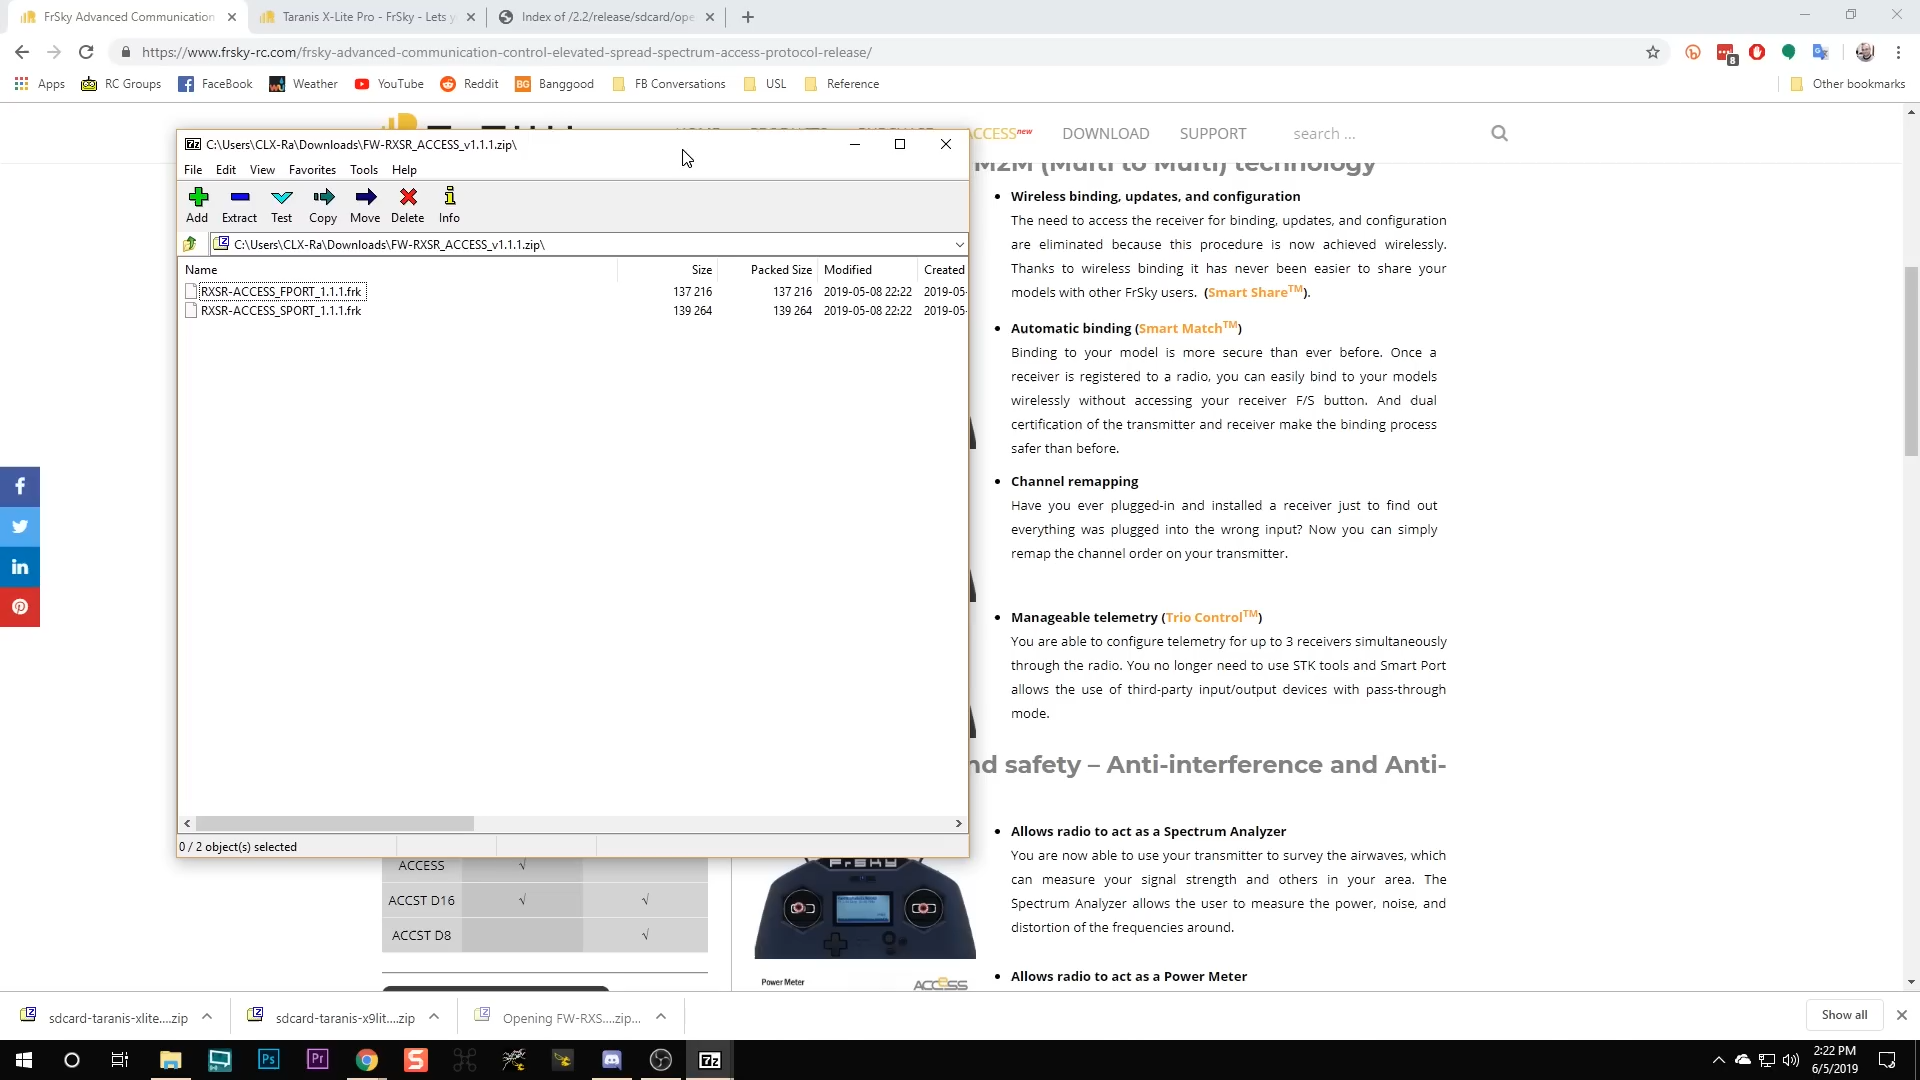 FrSky Advanced Communication
Taranis X-Lite Pro - FrSky - Lets y
Index of /2.2/release/sdcard/ope
https://www.frsky-rc.com/frsky-advanced-communication-control-elevated-spread-spectrum-access-protocol-release/
8
Apps
RC Groups
FaceBook
Weather
YouTube
Reddit
BG
Banggood
FB Conversations
USL
Reference
Other bookmarks
ACCESS new
DOWNLOAD
SUPPORT
search ...
C:\Users\CLX-Ra\Downloads\FW-RXSR_ACCESS_v1.1.1.zip\
File
Edit
View
Favorites
Tools
Help
Add
Extract
Test
Copy
Move
Delete
Info
C:\Users\CLX-Ra\Downloads\FW-RXSR_ACCESS_v1.1.1.zip\
Name
Size
Packed Size
Modified
Created
RXSR-ACCESS_FPORT_1.1.1.frk
137 216
137 216
2019-05-08 22:22
2019-05-
RXSR-ACCESS_SPORT_1.1.1.frk
139 264
139 264
2019-05-08 22:22
2019-05-
0 / 2 object(s) selected
M2M (Multi to Multi) technology
Wireless binding, updates, and configuration
The need to access the receiver for binding, updates, and configuration
are eliminated because this procedure is now achieved wirelessly.
Thanks to wireless binding it has never been easier to share your
models with other FrSky users. (Smart Share™).
Automatic binding (Smart Match™)
Binding to your model is more secure than ever before. Once a
receiver is registered to a radio, you can easily bind to your models
wirelessly without accessing your receiver F/S button. And dual
certification of the transmitter and receiver make the binding process
safer than before.
Channel remapping
Have you ever plugged-in and installed a receiver just to find out
everything was plugged into the wrong input? Now you can simply
remap the channel order on your transmitter.
Manageable telemetry (Trio Control™)
You are able to configure telemetry for up to 3 receivers simultaneously
through the radio. You no longer need to use STK tools and Smart Port
allows the use of third-party input/output devices with pass-through
mode.
nd safety – Anti-interference and Anti-
Allows radio to act as a Spectrum Analyzer
You are now able to use your transmitter to survey the airwaves, which
can measure your signal strength and others in your area. The
Spectrum Analyzer allows the user to measure the power, noise, and
distortion of the frequencies around.
Allows radio to act as a Power Meter
ACCESS √
ACCST D16 √ √
ACCST D8 √
FrSKY
Power Meter
ACCESS
sdcard-taranis-xlite....zip
sdcard-taranis-x9lit....zip
Opening FW-RXS....zip...
Show all
2:22 PM
6/5/2019